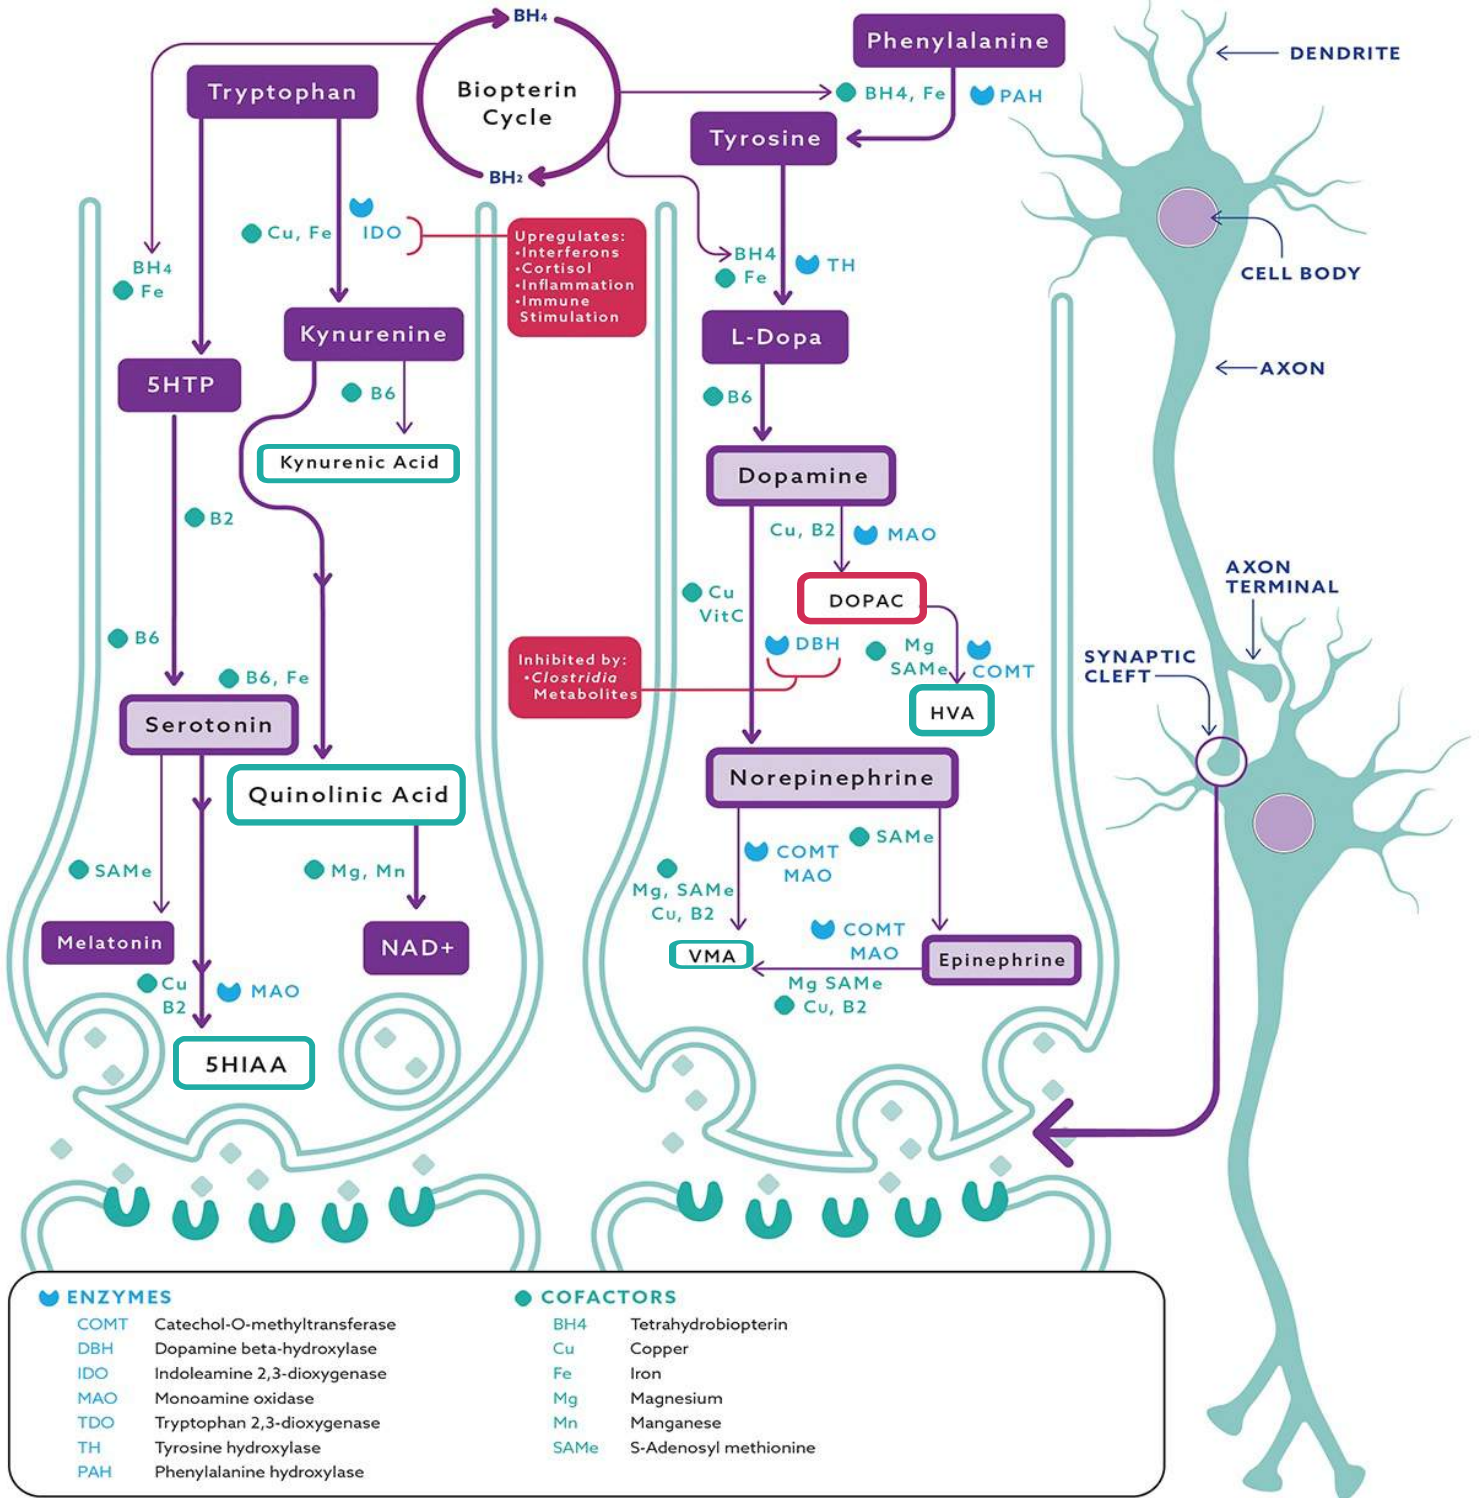 BH4
Biopterin
Cycle
BH2
Tryptophan
Phenylalanine
BH4, Fe
PAH
Tyrosine
Cu, Fe
IDO
Upregulates:
•Interferons
•Cortisol
•Inflammation
•Immune
Stimulation
BH4
Fe
BH4
Fe
TH
Kynurenine
L-Dopa
5HTP
B6
B6
Kynurenic Acid
Dopamine
B2
Cu, B2
MAO
DOPAC
Cu
VitC
B6
DBH
Mg
SAMe
COMT
Inhibited by:
•Clostridia
Metabolites
B6, Fe
HVA
Serotonin
Quinolinic Acid
Norepinephrine
SAMe
Mg, Mn
COMT
MAO
SAMe
Mg, SAMe
Cu, B2
Melatonin
NAD+
COMT
MAO
VMA
Epinephrine
Cu
B2
MAO
Mg SAMe
Cu, B2
5HIAA
DENDRITE
CELL BODY
AXON
AXON
TERMINAL
SYNAPTIC
CLEFT
ENZYMES
COMT Catechol-O-methyltransferase
DBH Dopamine beta-hydroxylase
IDO Indoleamine 2,3-dioxygenase
MAO Monoamine oxidase
TDO Tryptophan 2,3-dioxygenase
TH Tyrosine hydroxylase
PAH Phenylalanine hydroxylase
COFACTORS
BH4 Tetrahydrobiopterin
Cu Copper
Fe Iron
Mg Magnesium
Mn Manganese
SAMe S-Adenosyl methionine